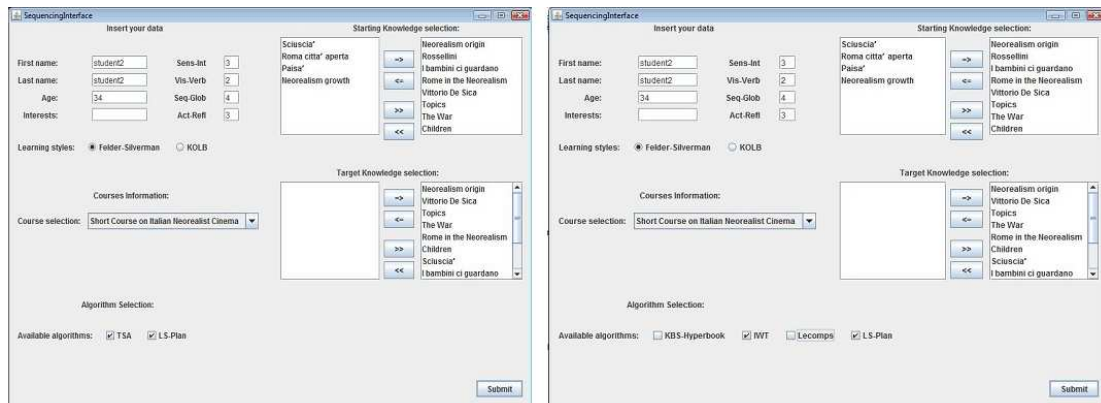 SequencingInterface
Insert your data
Starting Knowledge selection:
First name: student2 Sens-Int 3
Last name: student2 Vis-Verb 2
Age: 34 Seq-Glob 4
Interests: Act-Refl 3
Sciuscia'
Roma citta' aperta
Paisa'
Neorealism growth
->
<=
>>
<<
Neorealism origin
Rossellini
I bambini ci guardano
Rome in the Neorealism
Vittorio De Sica
Topics
The War
Children
Learning styles: Felder-Silverman KOLB
Target Knowledge selection:
Courses Information:
Course selection: Short Course on Italian Neorealist Cinema
->
<=
>>
<<
Neorealism origin
Vittorio De Sica
Topics
The War
Rome in the Neorealism
Children
Sciuscia'
I bambini ci guardano
Algorithm Selection:
Available algorithms: TSA LS-Plan
Submit
SequencingInterface
Insert your data
Starting Knowledge selection:
First name: student2 Sens-Int 3
Last name: student2 Vis-Verb 2
Age: 34 Seq-Glob 4
Interests: Act-Refl 3
Sciuscia'
Roma citta' aperta
Paisa'
Neorealism growth
->
<=
>>
<<
Neorealism origin
Rossellini
I bambini ci guardano
Rome in the Neorealism
Vittorio De Sica
Topics
The War
Children
Learning styles: Felder-Silverman KOLB
Target Knowledge selection:
Courses Information:
Course selection: Short Course on Italian Neorealist Cinema
->
<=
>>
<<
Neorealism origin
Vittorio De Sica
Topics
The War
Rome in the Neorealism
Children
Sciuscia'
I bambini ci guardano
Algorithm Selection:
Available algorithms: KBS-Hyperbook IWT Lecomps LS-Plan
Submit